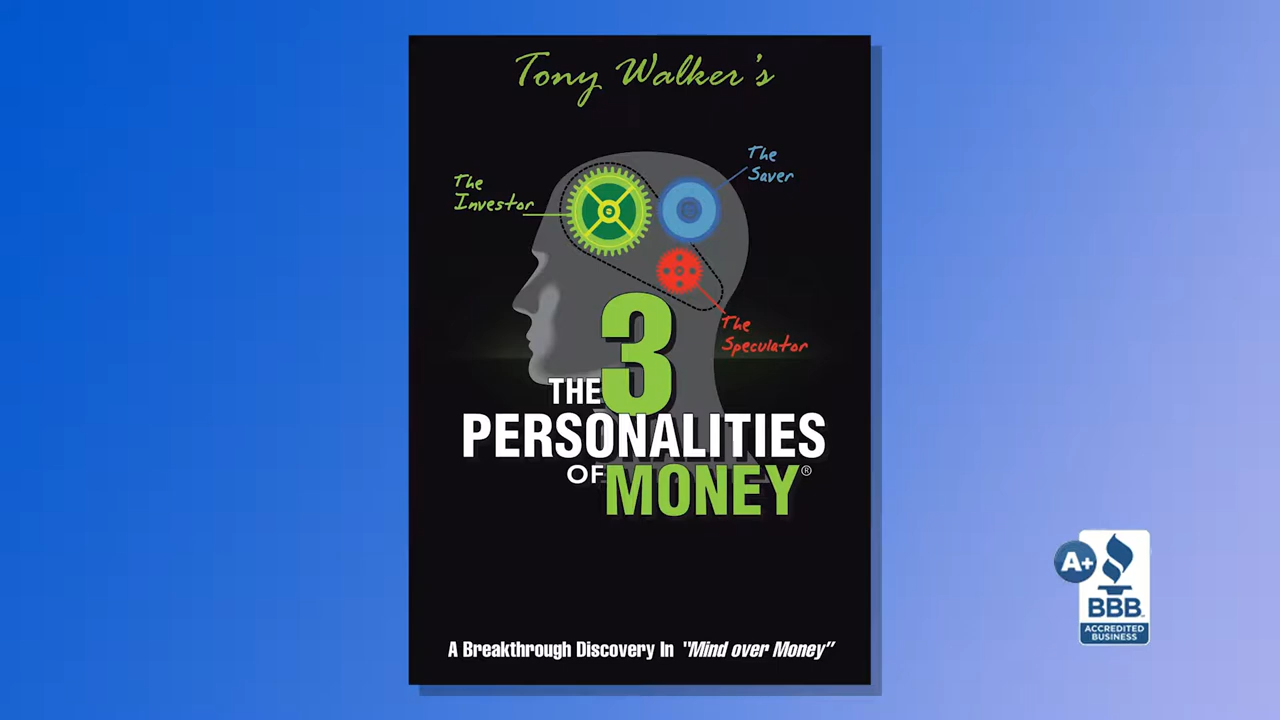 Tony Walker's
The
Saver
The
Investor
The
Speculator
THE 3
PERSONALITIES
OF MONEY®
A Breakthrough Discovery In "Mind over Money"
A+
BBB
ACCREDITED
BUSINESS